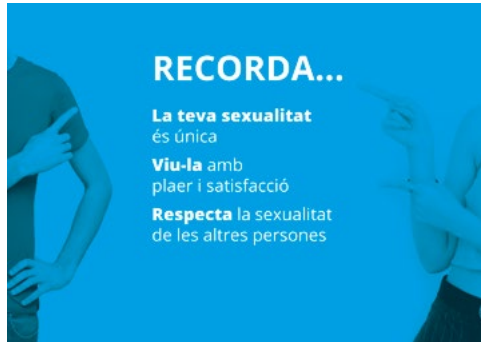 RECORDA...
La teva sexualitat
és única
Viu-la amb
plaer i satisfacció
Respecta la sexualitat
de les altres persones